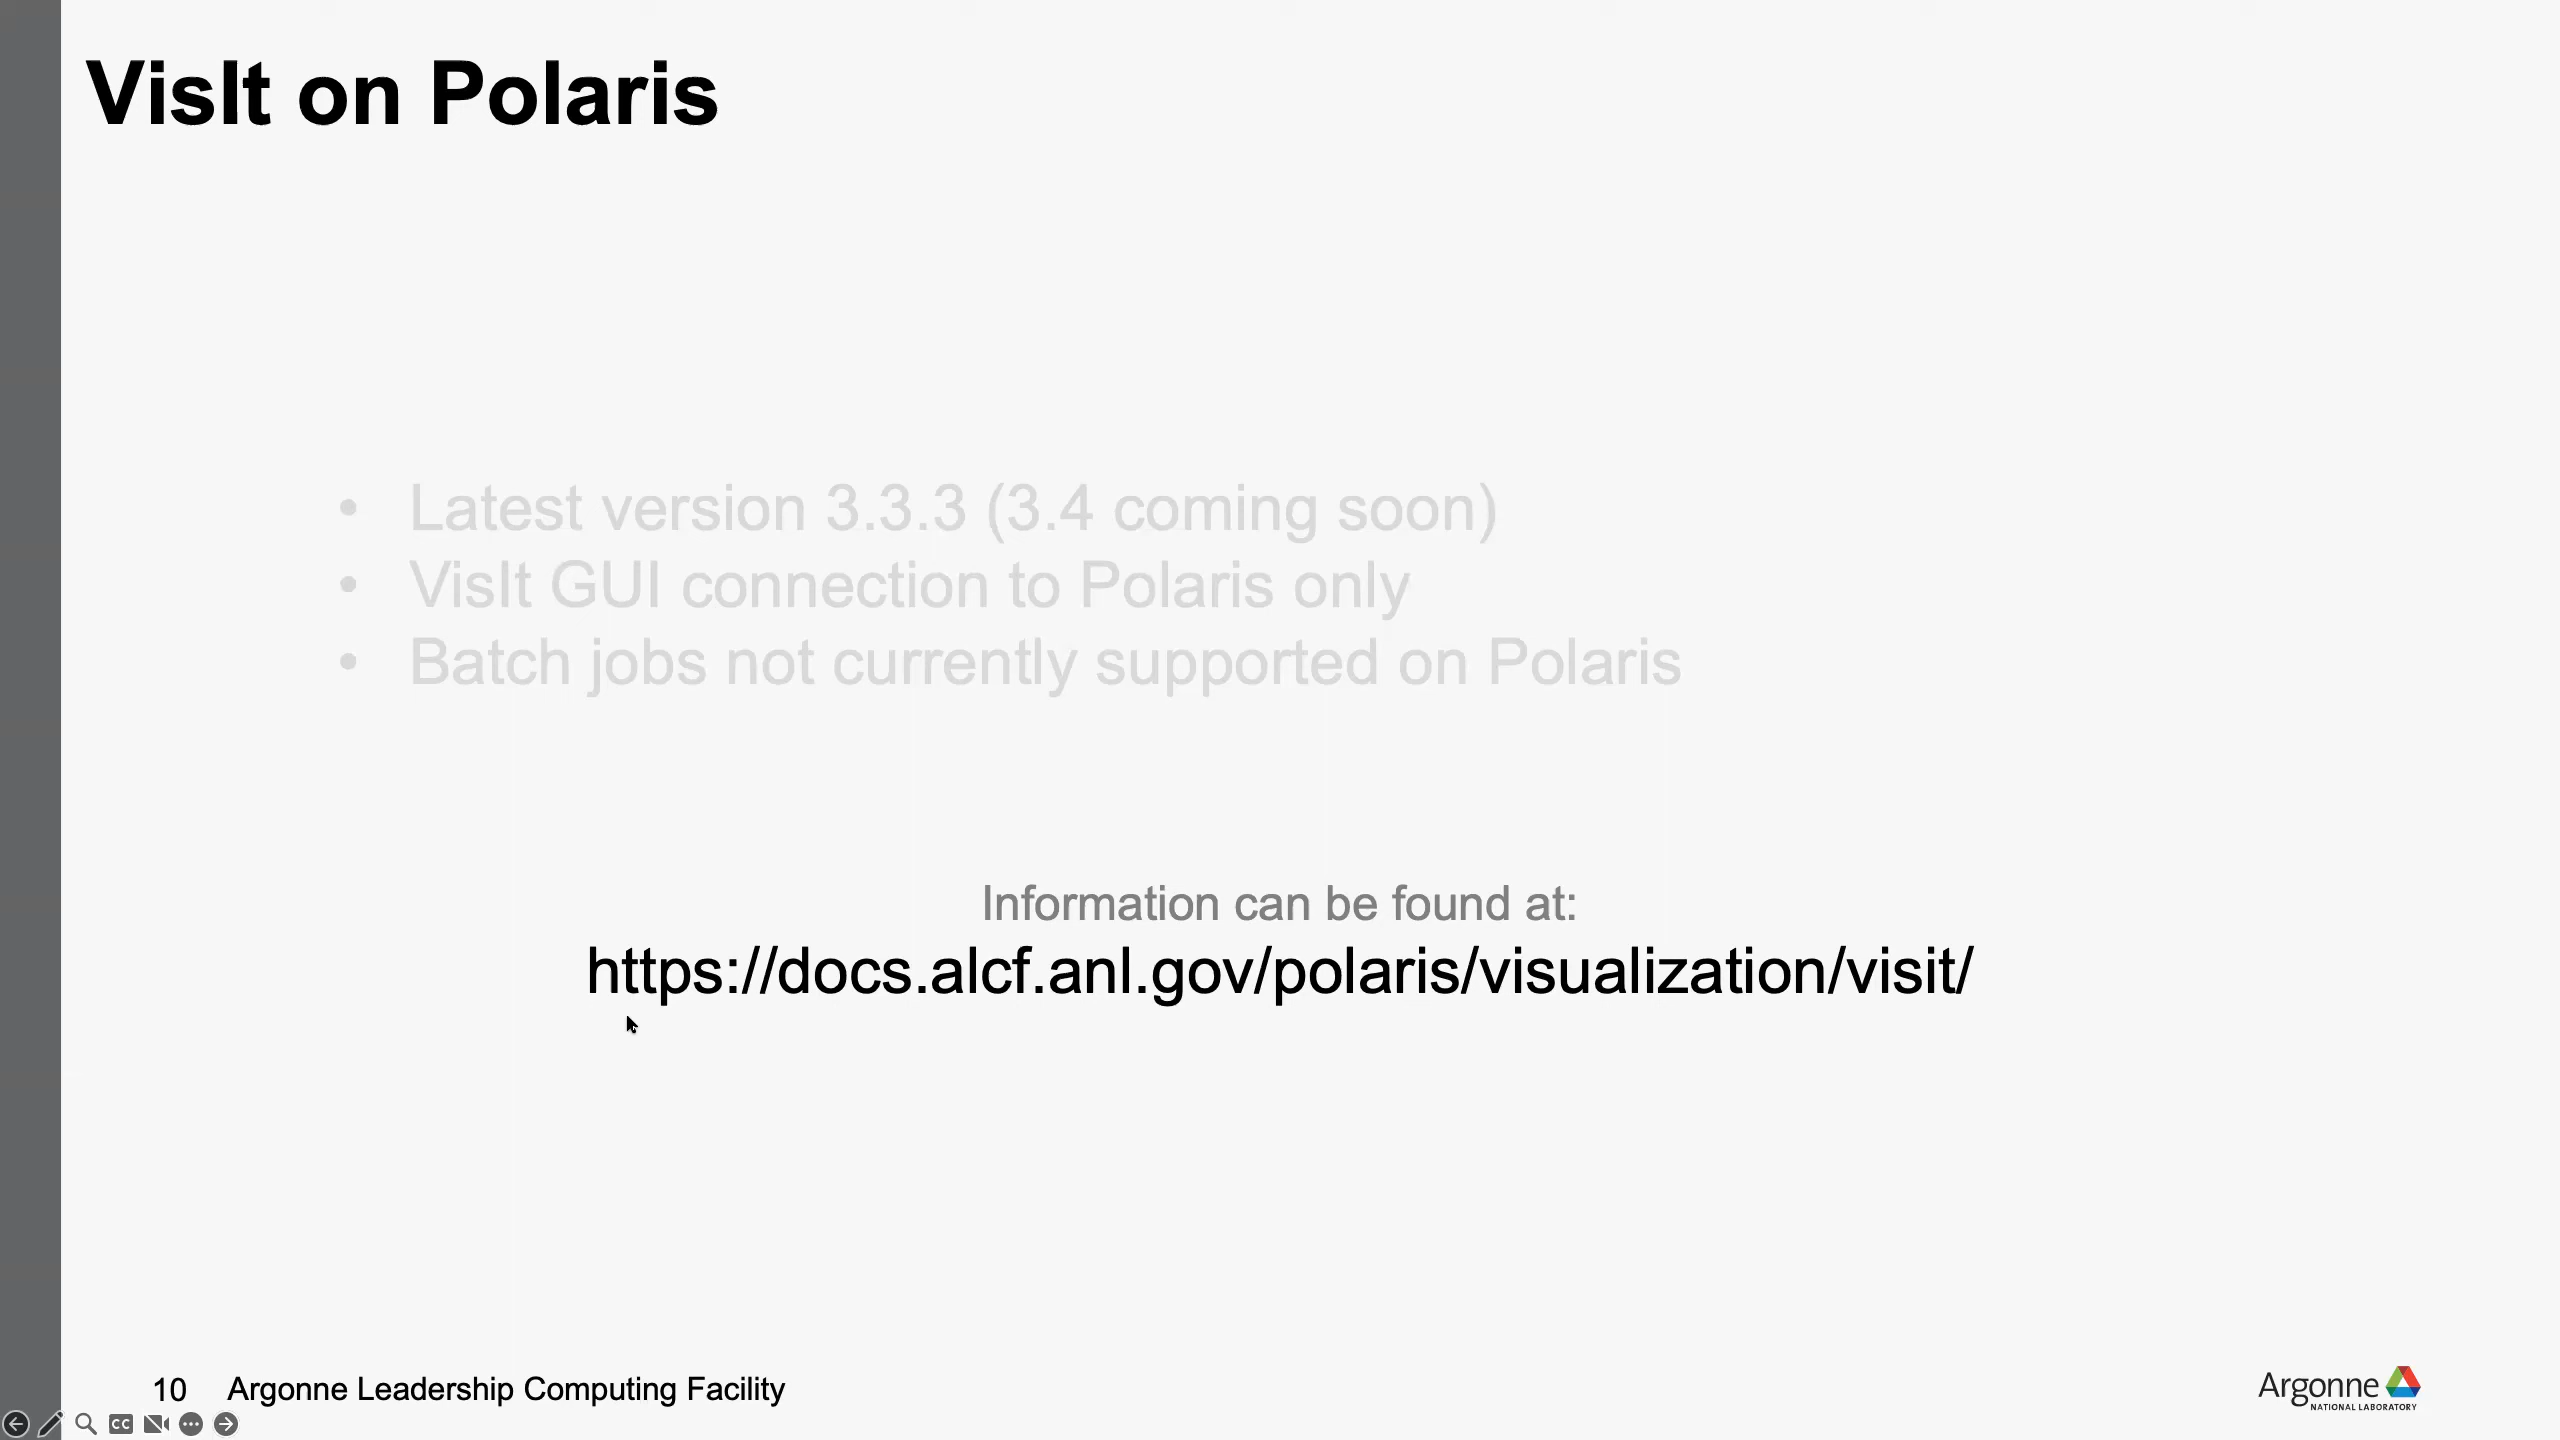 VisIt on Polaris
• Latest version 3.3.3 (3.4 coming soon)
• VisIt GUI connection to Polaris only
• Batch jobs not currently supported on Polaris
Information can be found at:
https://docs.alcf.anl.gov/polaris/visualization/visit/
10 Argonne Leadership Computing Facility
Argonne
NATIONAL LABORATORY
CC